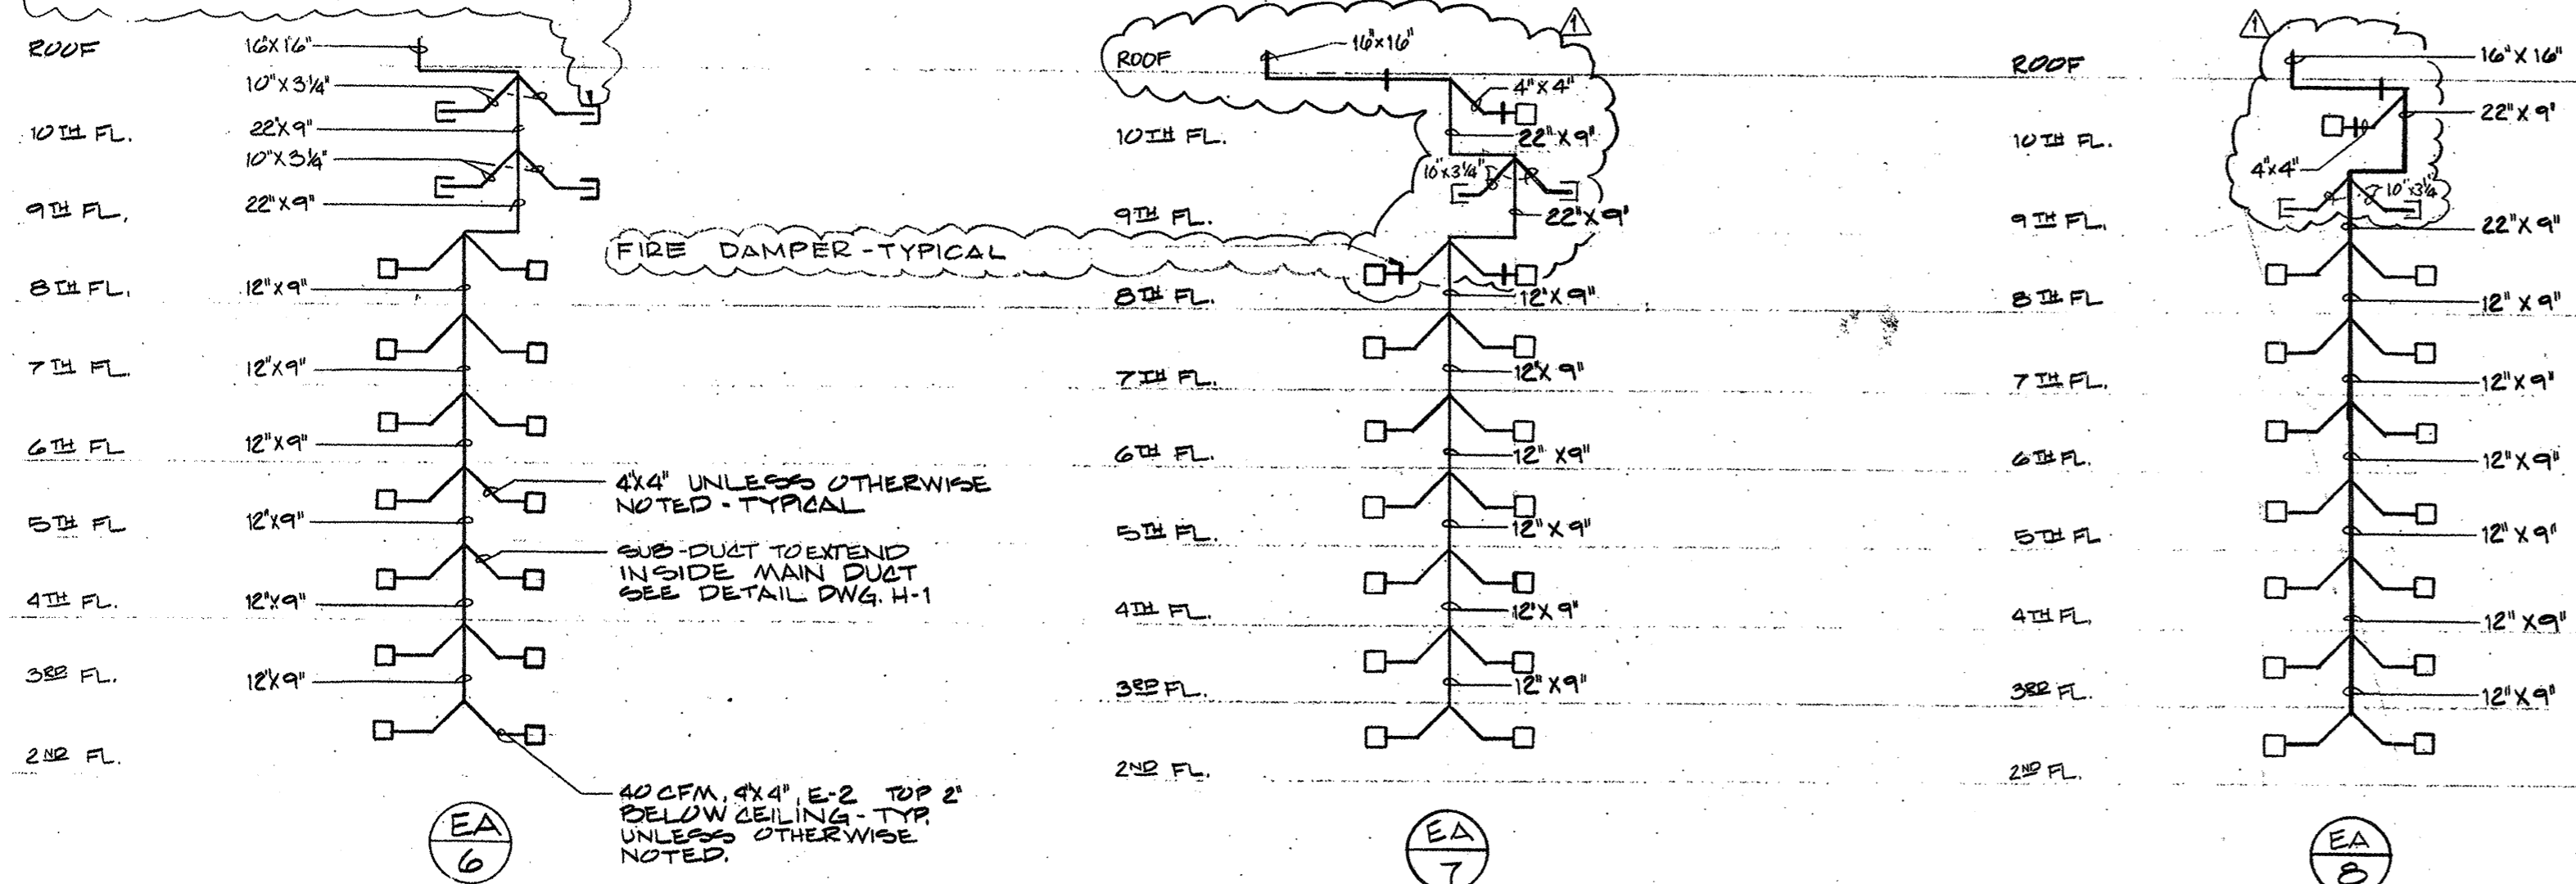 ROOF
16"X16"
10"X3¼"
10TH FL.
22"X9"
10"X3¼"
9TH FL.
22"X9"
8TH FL.
12"X9"
7TH FL.
12"X9"
6TH FL
12"X9"
4"X4" UNLESS OTHERWISE
NOTED - TYPICAL
5TH FL
12"X9"
SUB-DUCT TO EXTEND
INSIDE MAIN DUCT
SEE DETAIL DWG. H-1
4TH FL.
12"X9"
3RD FL.
12"X9"
2ND FL.
40 CFM, 4"X4", E-2 TOP 2"
BELOW CEILING - TYP.
UNLESS OTHERWISE
NOTED.
EA
6
1
ROOF
16"X16"
4"X4"
10TH FL.
22"X9"
10"X3¼"
9TH FL.
22"X9"
FIRE DAMPER-TYPICAL
8TH FL.
12"X9"
7TH FL.
12"X9"
6TH FL.
12"X9"
5TH FL.
12"X9"
4TH FL.
12"X9"
3RD FL.
12"X9"
2ND FL.
EA
7
1
ROOF
16"X16"
22"X9"
10TH FL.
4"X4"
10"X3¼
9TH FL.
22"X9"
8TH FL
12"X9"
7TH FL.
12"X9"
6TH FL.
12"X9"
5TH FL
12"X9"
4TH FL.
12"X9"
3RD FL.
12"X9"
2ND FL.
EA
8